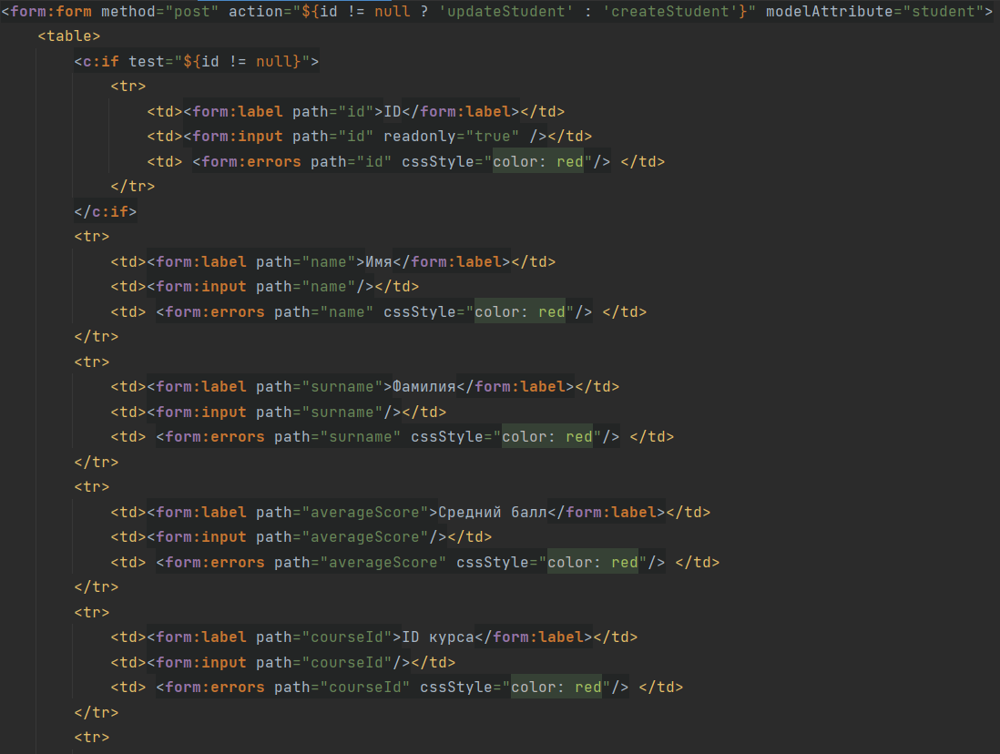 <form:form method="post" action="${id != null ? 'updateStudent' : 'createStudent'}" modelAttribute="student">
<table>
<c:if test="${id != null}">
<tr>
<td><form:label path="id">ID</form:label></td>
<td><form:input path="id" readonly="true" /></td>
<td> <form:errors path="id" cssStyle="color: red"/> </td>
</tr>
</c:if>
<tr>
<td><form:label path="name">Имя</form:label></td>
<td><form:input path="name"/></td>
<td> <form:errors path="name" cssStyle="color: red"/> </td>
</tr>
<tr>
<td><form:label path="surname">Фамилия</form:label></td>
<td><form:input path="surname"/></td>
<td> <form:errors path="surname" cssStyle="color: red"/> </td>
</tr>
<tr>
<td><form:label path="averageScore">Средний балл</form:label></td>
<td><form:input path="averageScore"/></td>
<td> <form:errors path="averageScore" cssStyle="color: red"/> </td>
</tr>
<tr>
<td><form:label path="courseId">ID курса</form:label></td>
<td><form:input path="courseId"/></td>
<td> <form:errors path="courseId" cssStyle="color: red"/> </td>
</tr>
<tr>